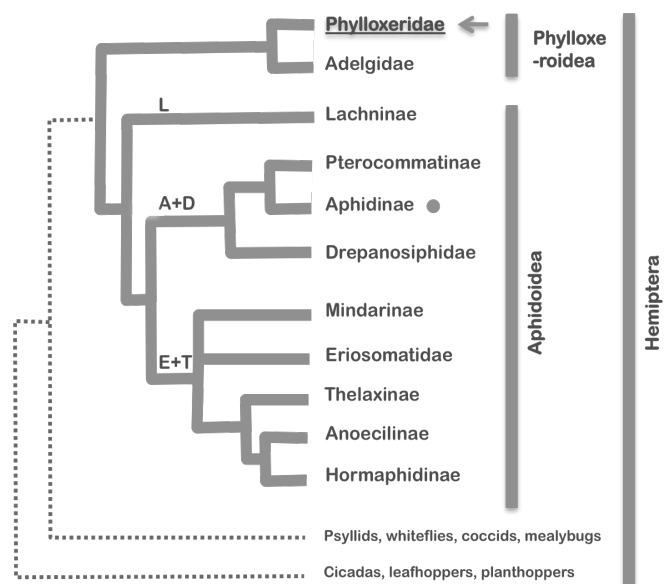 Phylloxeridae
Adelgidae
Phylloxe
-roidea
L
Lachninae
Pterocommatinae
A+D
Aphidinae
Drepanosiphidae
Mindarinae
E+T
Eriosomatidae
Thelaxinae
Anoecilinae
Hormaphidinae
Aphidoidea
Hemiptera
Psyllids, whiteflies, coccids, mealybugs
Cicadas, leafhoppers, planthoppers